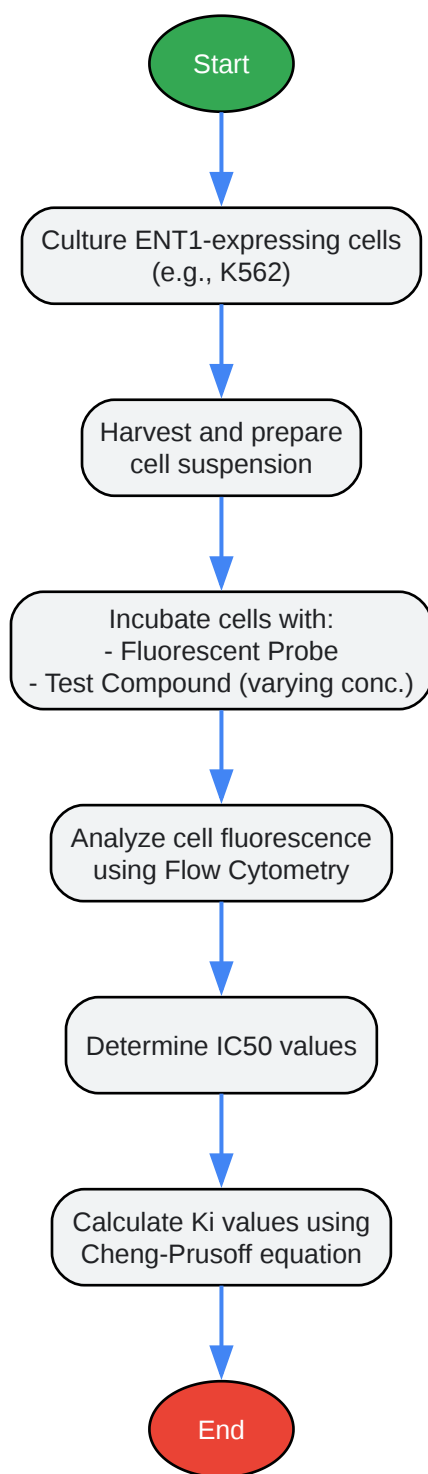 Start
Culture ENT1-expressing cells
(e.g., K562)
Harvest and prepare
cell suspension
Incubate cells with:
- Fluorescent Probe
- Test Compound (varying conc.)
Analyze cell fluorescence
using Flow Cytometry
Determine IC50 values
Calculate Ki values using
Cheng-Prusoff equation
End